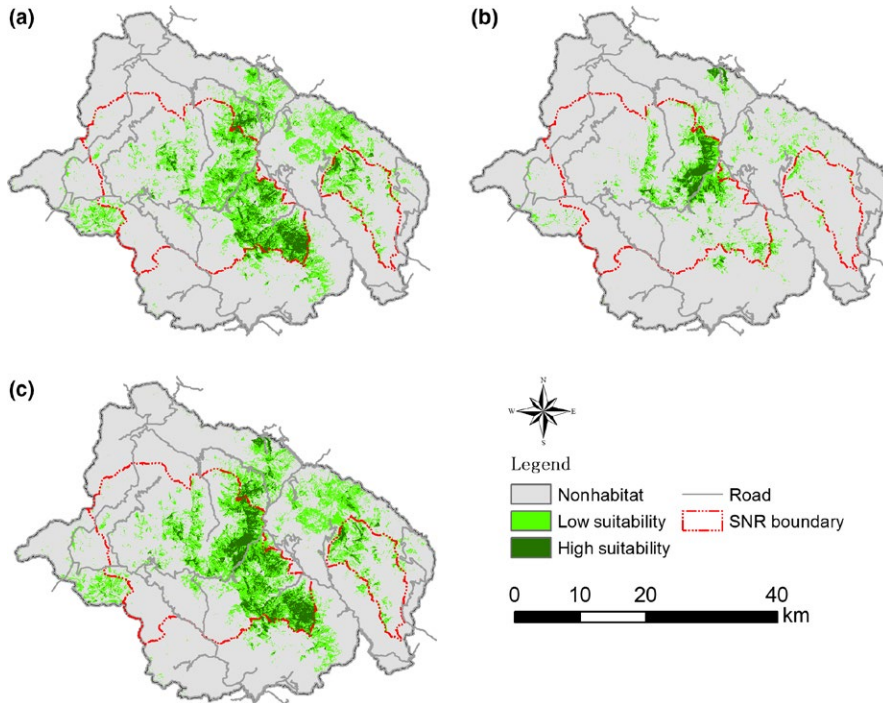 (a)
(b)
(c)
N
W E
S
Legend
Nonhabitat
Road
Low suitability
SNR boundary
High suitability
0 10 20 40
km